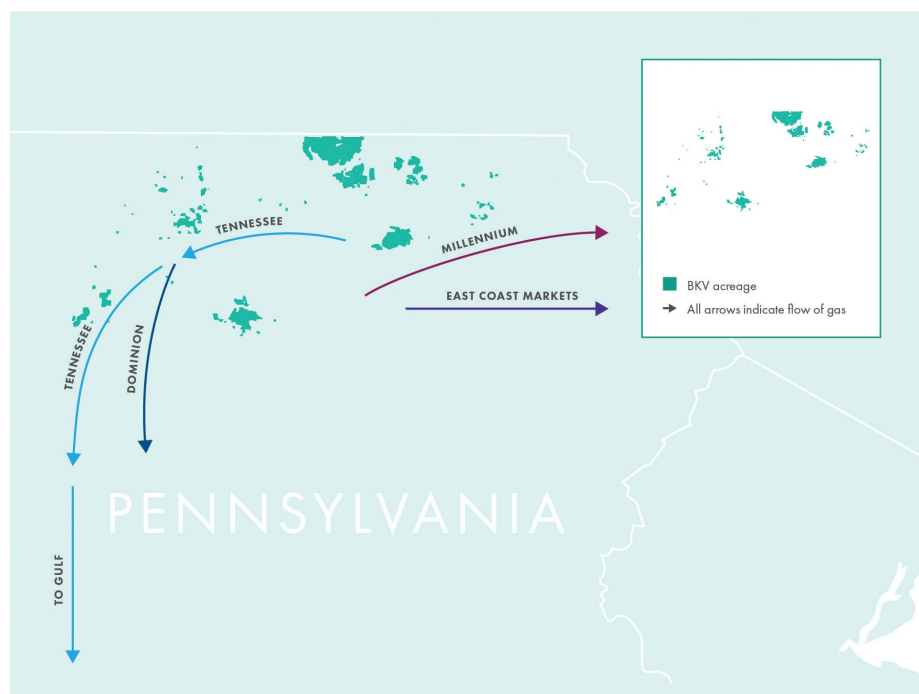 TENNESSEE
MILLENNIUM
EAST COAST MARKETS
TENNESSEE
DOMINION
PENNSYLVANIA
TO GULF
BKV acreage
All arrows indicate flow of gas